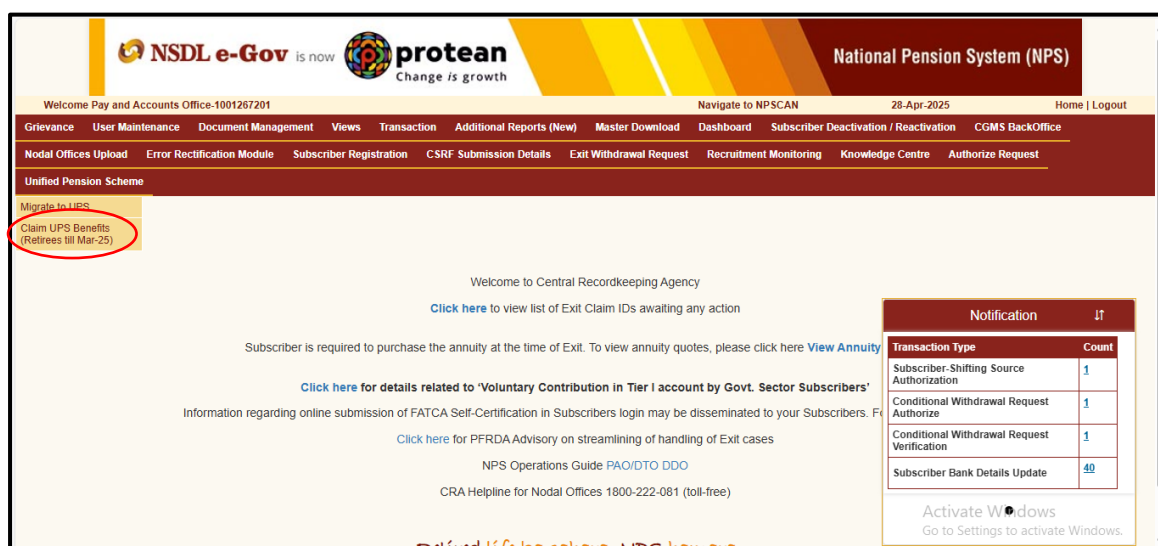 NSDL e-Gov is now protean
Change is growth
National Pension System (NPS)
Welcome Pay and Accounts Office-1001267201
Navigate to NPSCAN
28-Apr-2025
Home | Logout
Grievance User Maintenance Document Management Views Transaction Additional Reports (New) Master Download Dashboard Subscriber Deactivation / Reactivation CGMS BackOffice
Nodal Offices Upload Error Rectification Module Subscriber Registration CSRF Submission Details Exit Withdrawal Request Recruitment Monitoring Knowledge Centre Authorize Request
Unified Pension Scheme
Migrate to UPS
Claim UPS Benefits
(Retirees till Mar-25)
Welcome to Central Recordkeeping Agency
Click here to view list of Exit Claim IDs awaiting any action
Subscriber is required to purchase the annuity at the time of Exit. To view annuity quotes, please click here View Annuity
Click here for details related to ‘Voluntary Contribution in Tier I account by Govt. Sector Subscribers’
Information regarding online submission of FATCA Self-Certification in Subscribers login may be disseminated to your Subscribers.
Click here for PFRDA Advisory on streamlining of handling of Exit cases
NPS Operations Guide PAO/DTO DDO
CRA Helpline for Nodal Offices 1800-222-081 (toll-free)
Notification
Transaction Type Count
Subscriber-Shifting Source
Authorization 1
Conditional Withdrawal Request
Authorize 1
Conditional Withdrawal Request
Verification 1
Subscriber Bank Details Update 40
Activate Windows
Go to Settings to activate Windows.